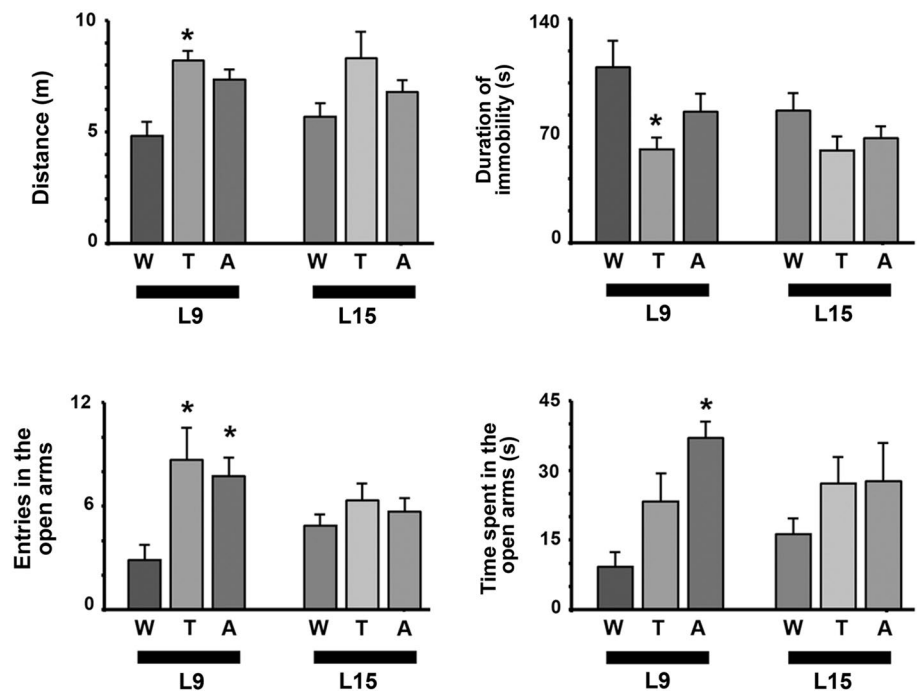 10
5
0
Distance (m)
*
W T A W T A
L9 L15
140
70
0
Duration of
immobility (s)
*
W T A W T A
L9 L15
12
6
0
Entries in the
open arms
* *
W T A W T A
L9 L15
45
30
15
0
Time spent in the
open arms (s)
*
W T A W T A
L9 L15